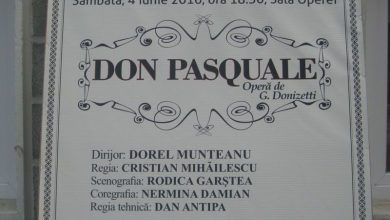 Sâmbătă, 4 iunie 2016, ora 18:30, Sala Operei
DON PASQUALE
Operă de
G. Donizetti
Dirijor: DOREL MUNTEANU
Regia: CRISTIAN MIHĂILESCU
Scenografia: RODICA GARȘTEA
Coregrafia: NERMINA DAMIAN
Regia tehnică: DAN ANTIPA